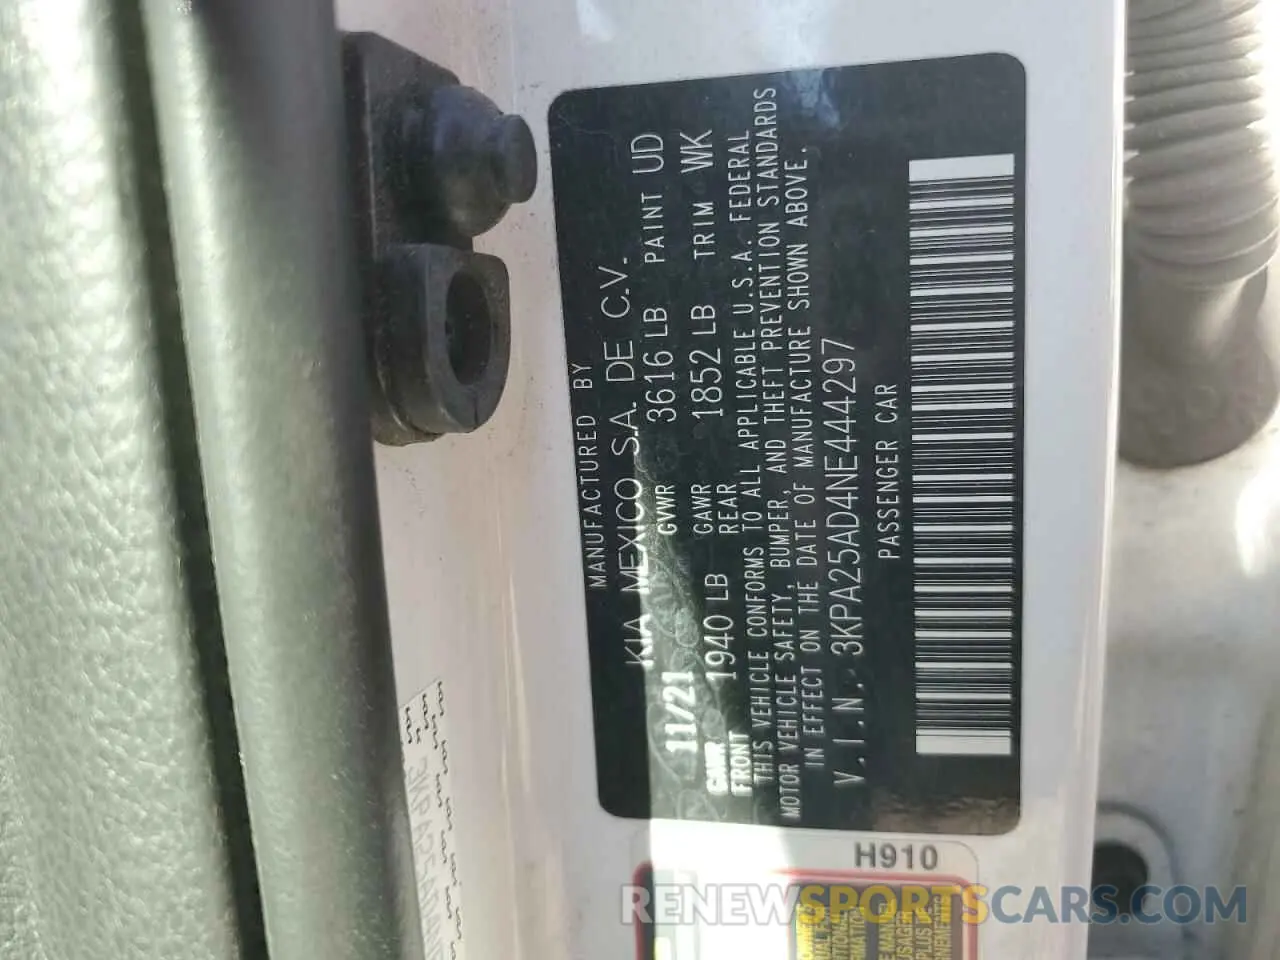 MANUFACTURED BY
KIA MEXICO S.A. DE C.V.
11/21 GVWR 3616 LB PAINT UD
GAWR FRONT 1940 LB GAWR REAR 1852 LB TRIM WK
THIS VEHICLE CONFORMS TO ALL APPLICABLE U.S.A. FEDERAL
MOTOR VEHICLE SAFETY, BUMPER, AND THEFT PREVENTION STANDARDS
IN EFFECT ON THE DATE OF MANUFACTURE SHOWN ABOVE.
V.I.N. 3KPA25AD4NE444297
PASSENGER CAR
H910
RENEWSPORTSCARS.COM